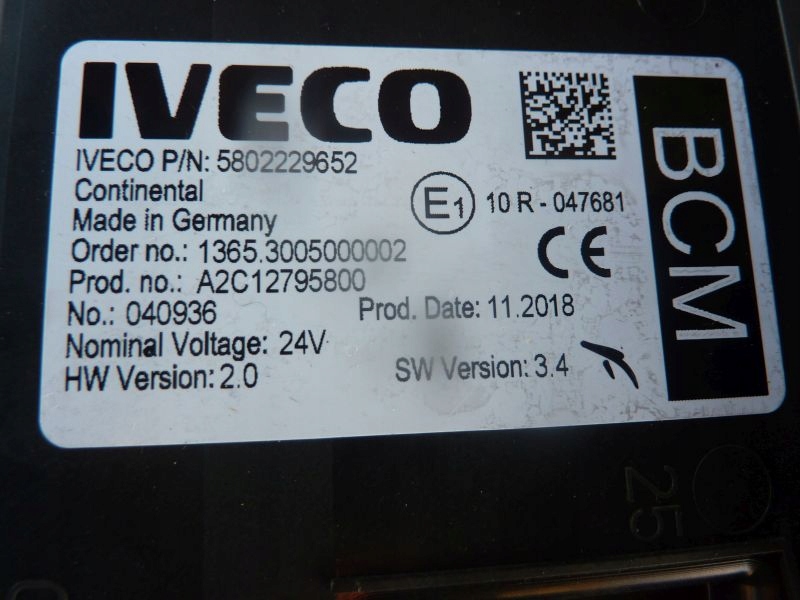 IVECO
IVECO P/N: 5802229652
Continental
Made in Germany
E1 10 R - 047681
Order no.: 1365.3005000002
CE
Prod. no.: A2C12795800
No.: 040936 Prod. Date: 11.2018
Nominal Voltage: 24V
HW Version: 2.0 SW Version: 3.4
BCM
25